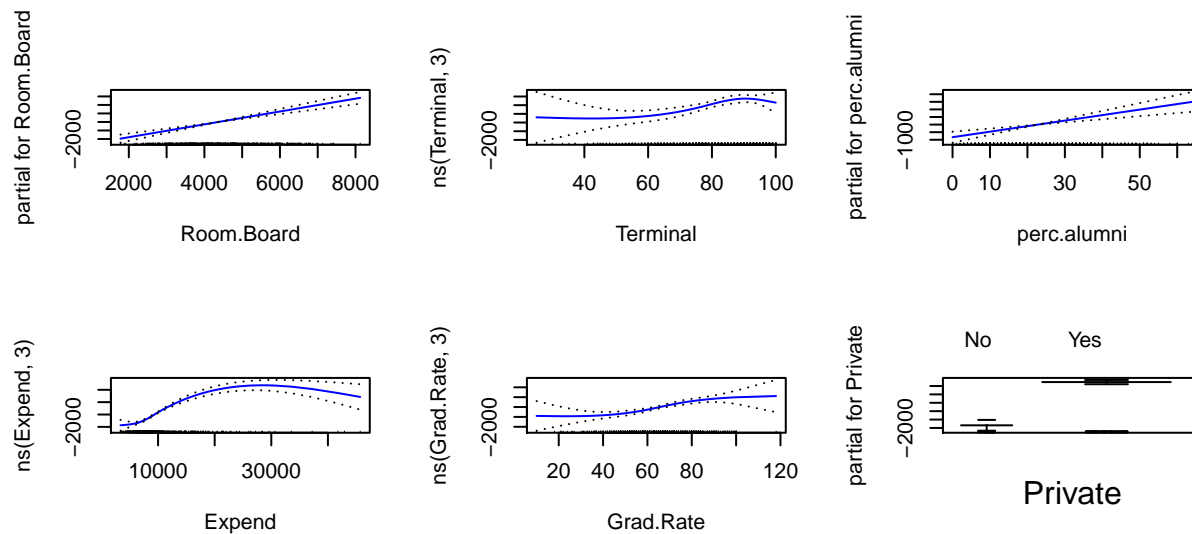 partial for Room.Board
−2000
2000 4000 6000 8000
Room.Board
ns(Terminal, 3)
−2000
40 60 80 100
Terminal
partial for perc.alumni
−1000
0 10 30 50
perc.alumni
ns(Expend, 3)
−2000
10000 30000
Expend
ns(Grad.Rate, 3)
−2000
20 40 60 80 120
Grad.Rate
No Yes
partial for Private
−2000
Private